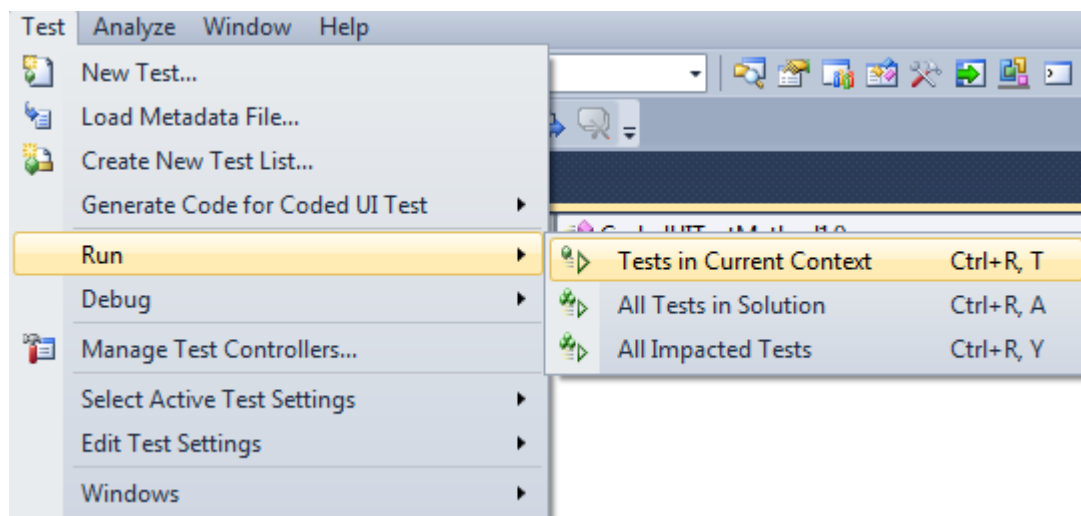 Test Analyze Window Help
New Test...
Load Metadata File...
Create New Test List...
Generate Code for Coded UI Test
Run
Tests in Current Context Ctrl+R, T
Debug
All Tests in Solution Ctrl+R, A
Manage Test Controllers...
All Impacted Tests Ctrl+R, Y
Select Active Test Settings
Edit Test Settings
Windows